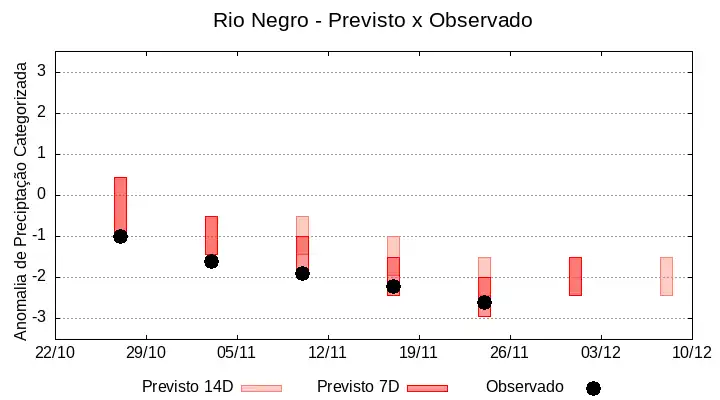 Rio Negro - Previsto x Observado
Anomalia de Preciptação Categorizada
3
2
1
0
-1
-2
-3
22/10 29/10 05/11 12/11 19/11 26/11 03/12 10/12
Previsto 14D Previsto 7D Observado